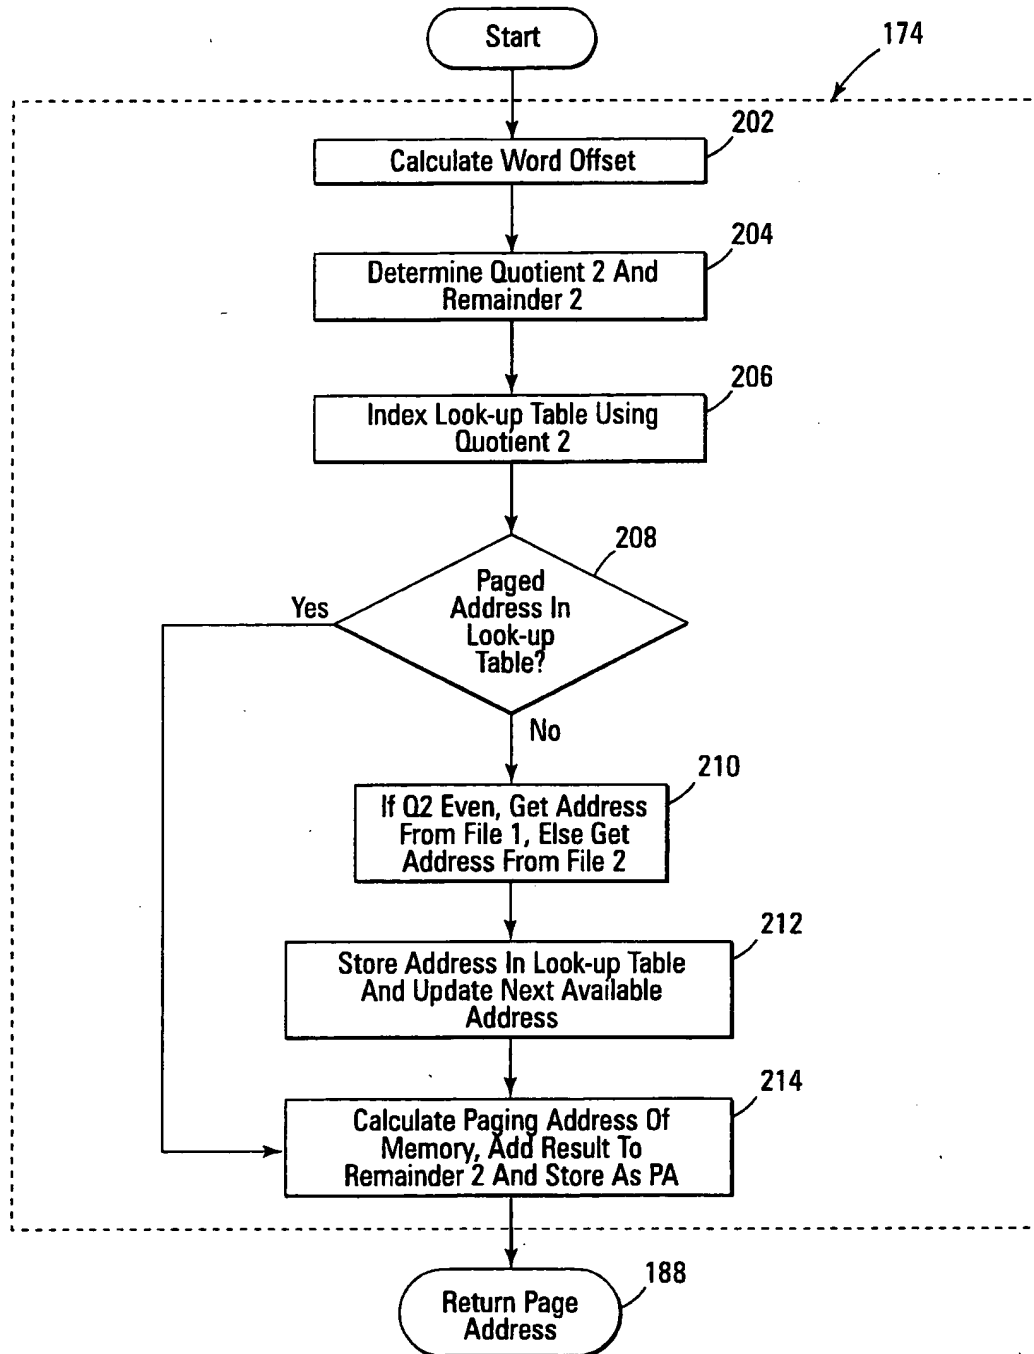 Start
174
202
Calculate Word Offset
204
Determine Quotient 2 And
Remainder 2
206
Index Look-up Table Using
Quotient 2
208
Paged
Address In
Look-up
Table?
Yes
No
210
If Q2 Even, Get Address
From File 1, Else Get
Address From File 2
212
Store Address In Look-up Table
And Update Next Available
Address
214
Calculate Paging Address Of
Memory, Add Result To
Remainder 2 And Store As PA
188
Return Page
Address